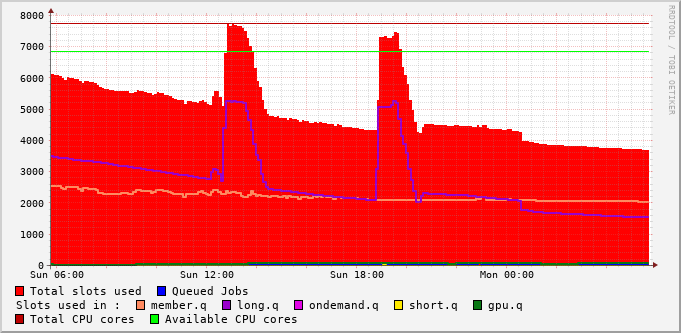 8000
7000
6000
5000
4000
3000
2000
1000
0
Sun 06:00 Sun 12:00 Sun 18:00 Mon 00:00
RRDTOOL / TOBI OETIKER
Total slots used Queued Jobs
Slots used in : member.q long.q ondemand.q short.q gpu.q
Total CPU cores Available CPU cores